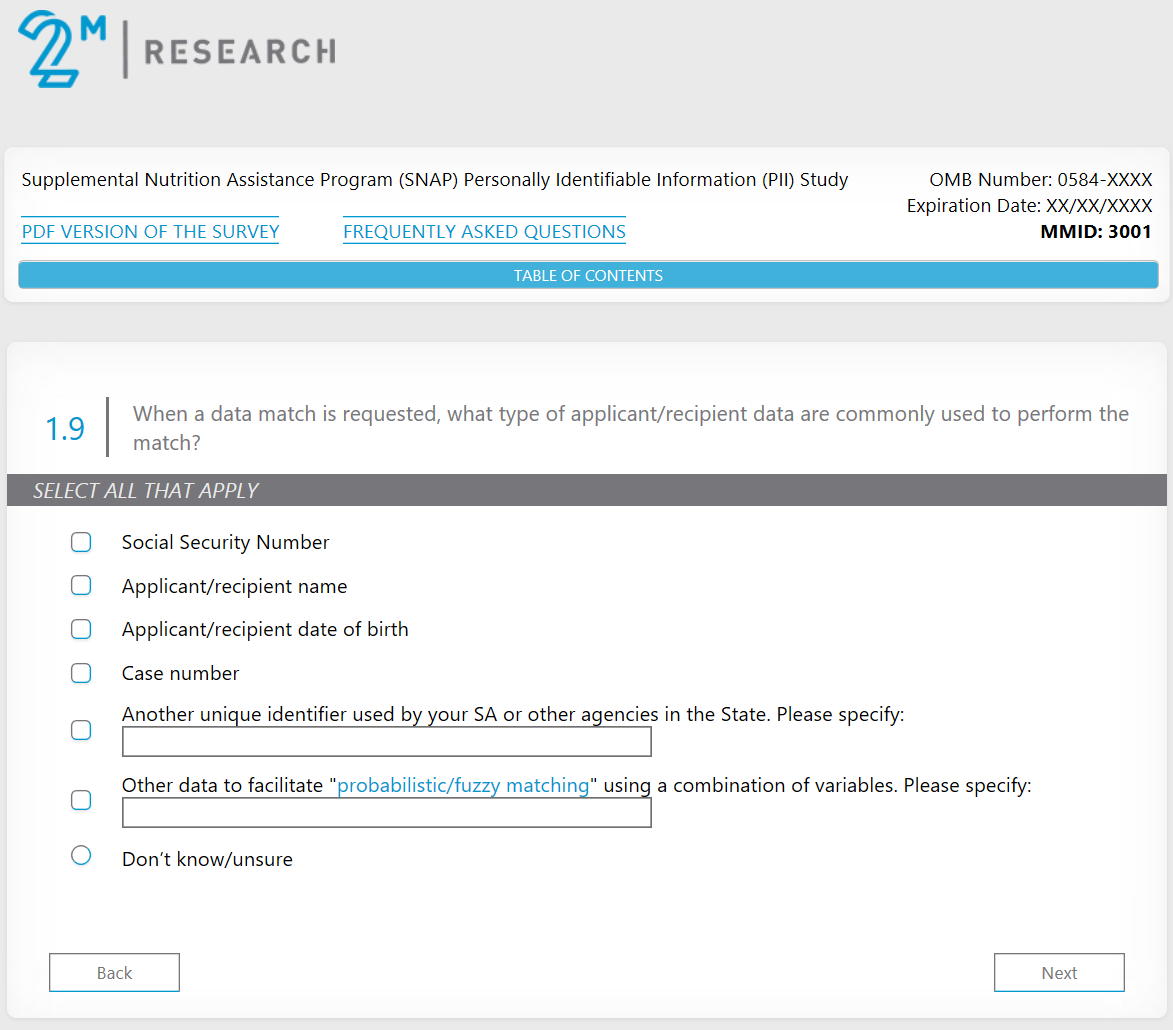 2M RESEARCH
Supplemental Nutrition Assistance Program (SNAP) Personally Identifiable Information (PII) Study
OMB Number: 0584-XXXX
Expiration Date: XX/XX/XXXX
PDF VERSION OF THE SURVEY
FREQUENTLY ASKED QUESTIONS
MMID: 3001
TABLE OF CONTENTS
1.9
When a data match is requested, what type of applicant/recipient data are commonly used to perform the
match?
SELECT ALL THAT APPLY
Social Security Number
Applicant/recipient name
Applicant/recipient date of birth
Case number
Another unique identifier used by your SA or other agencies in the State. Please specify:
Other data to facilitate "probabilistic/fuzzy matching" using a combination of variables. Please specify:
Don’t know/unsure
Back
Next